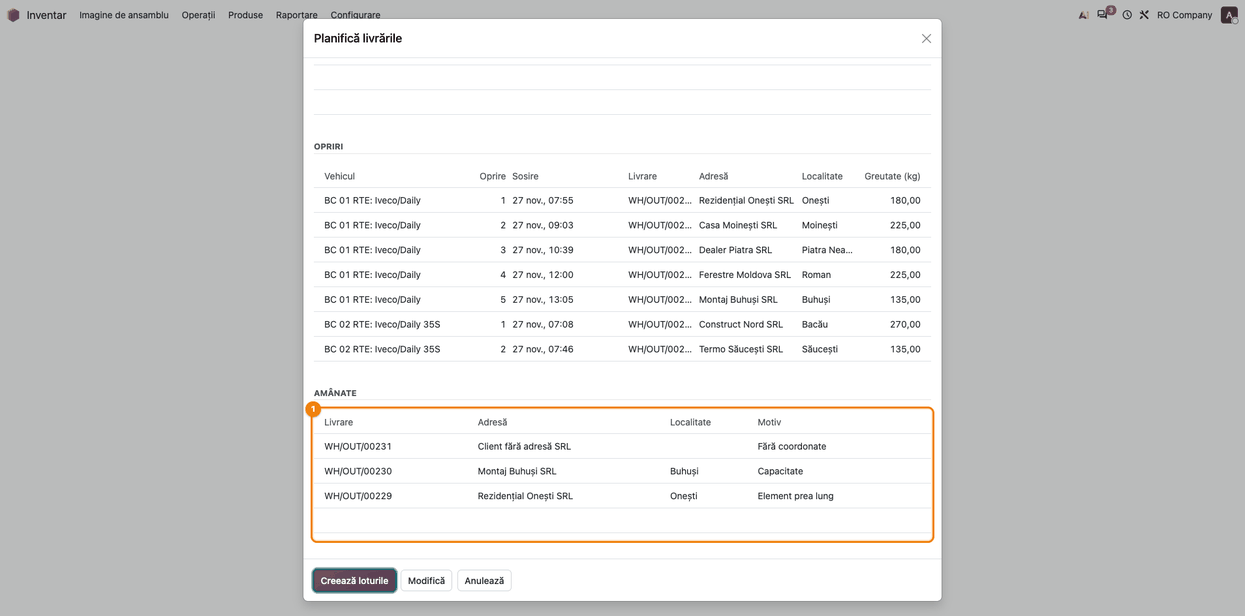 Inventar Imagine de ansamblu Operații Produse Raportare Configurare 3 RO Company A
Planifică livrările
OPRIRI
Vehicul Oprire Sosire Livrare Adresă Localitate Greutate (kg)
BC 01 RTE: Iveco/Daily 1 27 nov., 07:55 WH/OUT/002... Rezidențial Onești SRL Onești 180,00
BC 01 RTE: Iveco/Daily 2 27 nov., 09:03 WH/OUT/002... Casa Moinești SRL Moinești 225,00
BC 01 RTE: Iveco/Daily 3 27 nov., 10:39 WH/OUT/002... Dealer Piatra SRL Piatra Nea... 180,00
BC 01 RTE: Iveco/Daily 4 27 nov., 12:00 WH/OUT/002... Ferestre Moldova SRL Roman 225,00
BC 01 RTE: Iveco/Daily 5 27 nov., 13:05 WH/OUT/002... Montaj Buhuși SRL Buhuși 135,00
BC 02 RTE: Iveco/Daily 35S 1 27 nov., 07:08 WH/OUT/002... Construct Nord SRL Bacău 270,00
BC 02 RTE: Iveco/Daily 35S 2 27 nov., 07:46 WH/OUT/002... Termo Săucești SRL Săucești 135,00
AMÂNATE
1
Livrare Adresă Localitate Motiv
WH/OUT/00231 Client fără adresă SRL Fără coordonate
WH/OUT/00230 Montaj Buhuși SRL Buhuși Capacitate
WH/OUT/00229 Rezidențial Onești SRL Onești Element prea lung
Creează loturile Modifică Anulează